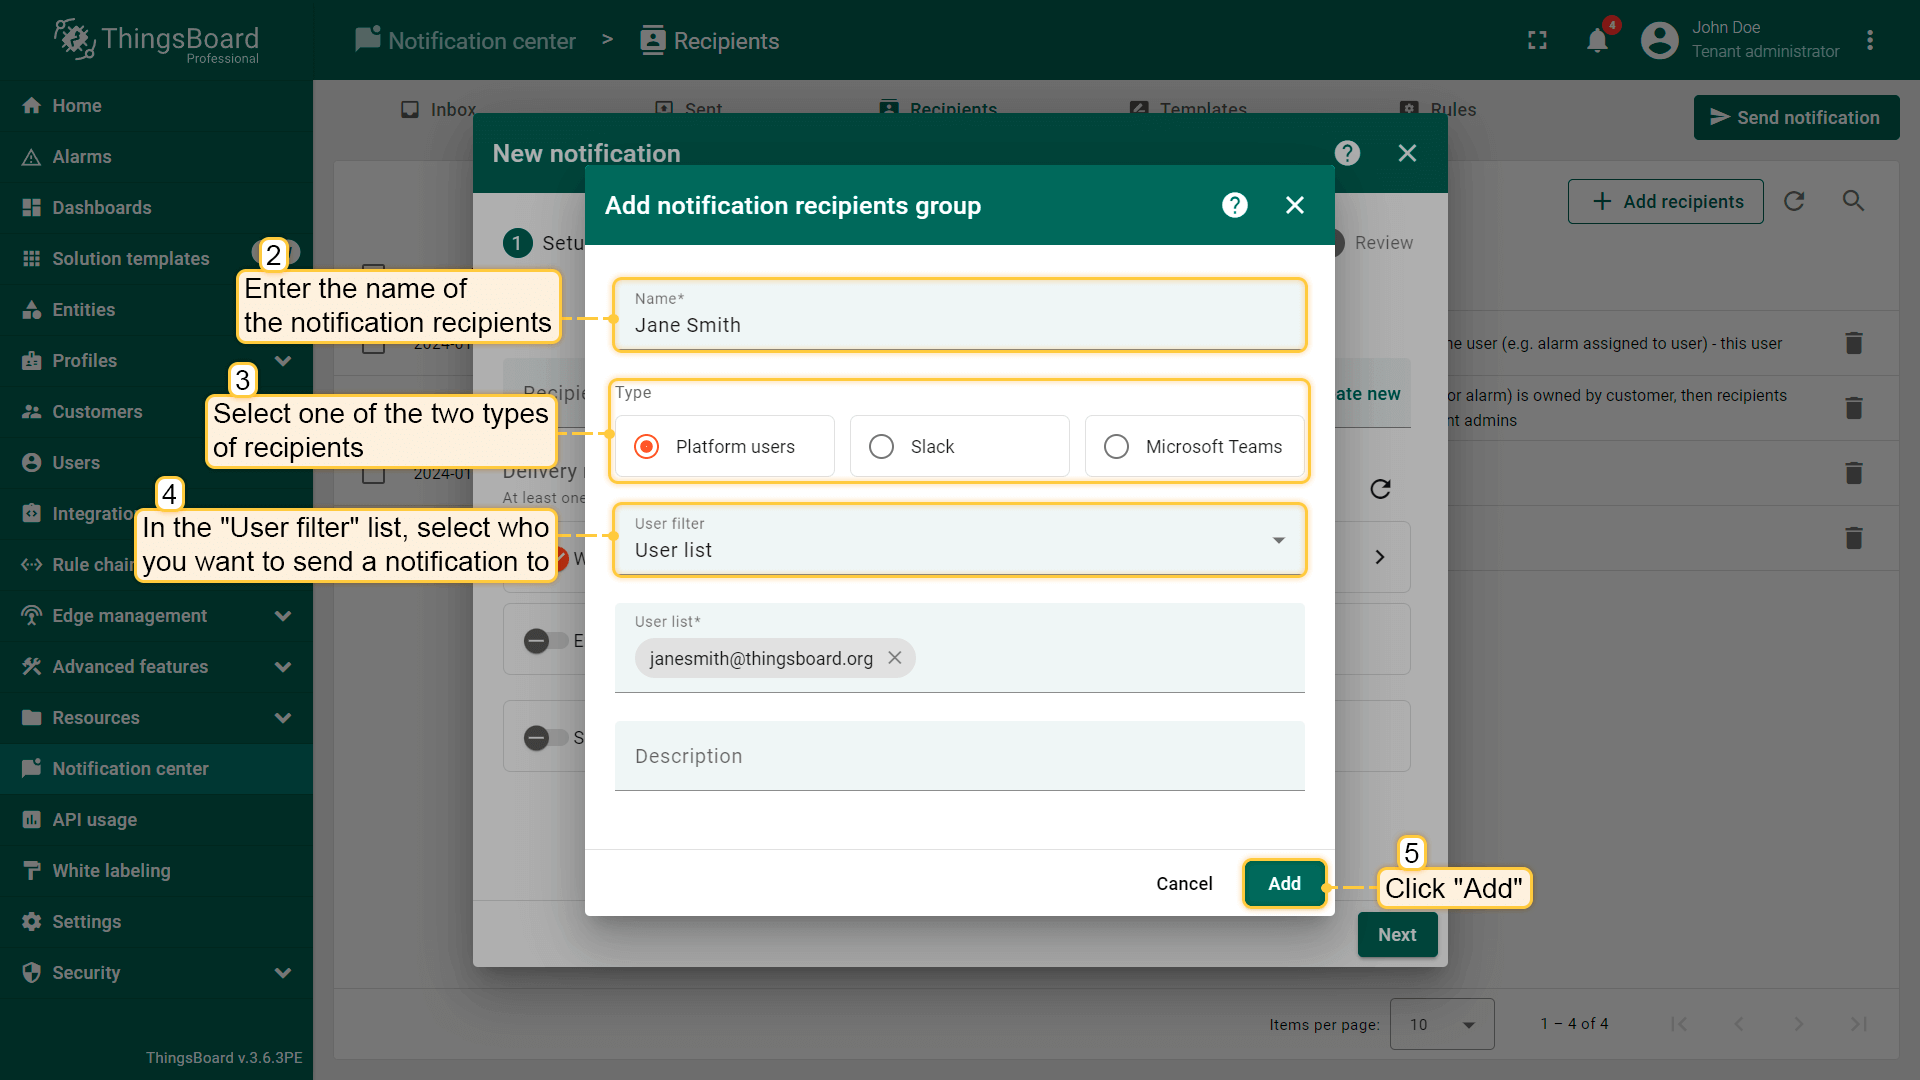 ThingsBoard
Professional
Notification center > Recipients
4
John Doe
Tenant administrator
Home
Alarms
Dashboards
Solution templates
Entities
Profiles
Customers
Users
Integration
Rule chain
Edge management
Advanced features
Resources
Notification center
API usage
White labeling
Settings
Security
ThingsBoard v.3.6.3PE
Inbox
Sent
Recipients
Templates
Rules
Send notification
Add recipients
New notification
?
1 Setu
Review
Recipie
ate new
Delivery
At least one
W
E
S
2024-01
2024-01
ne user (e.g. alarm assigned to user) - this user
or alarm) is owned by customer, then recipients
nt admins
Add notification recipients group
?
Name*
Jane Smith
Type
Platform users
Slack
Microsoft Teams
User filter
User list
User list*
janesmith@thingsboard.org
Description
Cancel
Add
Next
2
Enter the name of
the notification recipients
3
Select one of the two types
of recipients
4
In the "User filter" list, select who
you want to send a notification to
5
Click "Add"
Items per page: 10
1 – 4 of 4